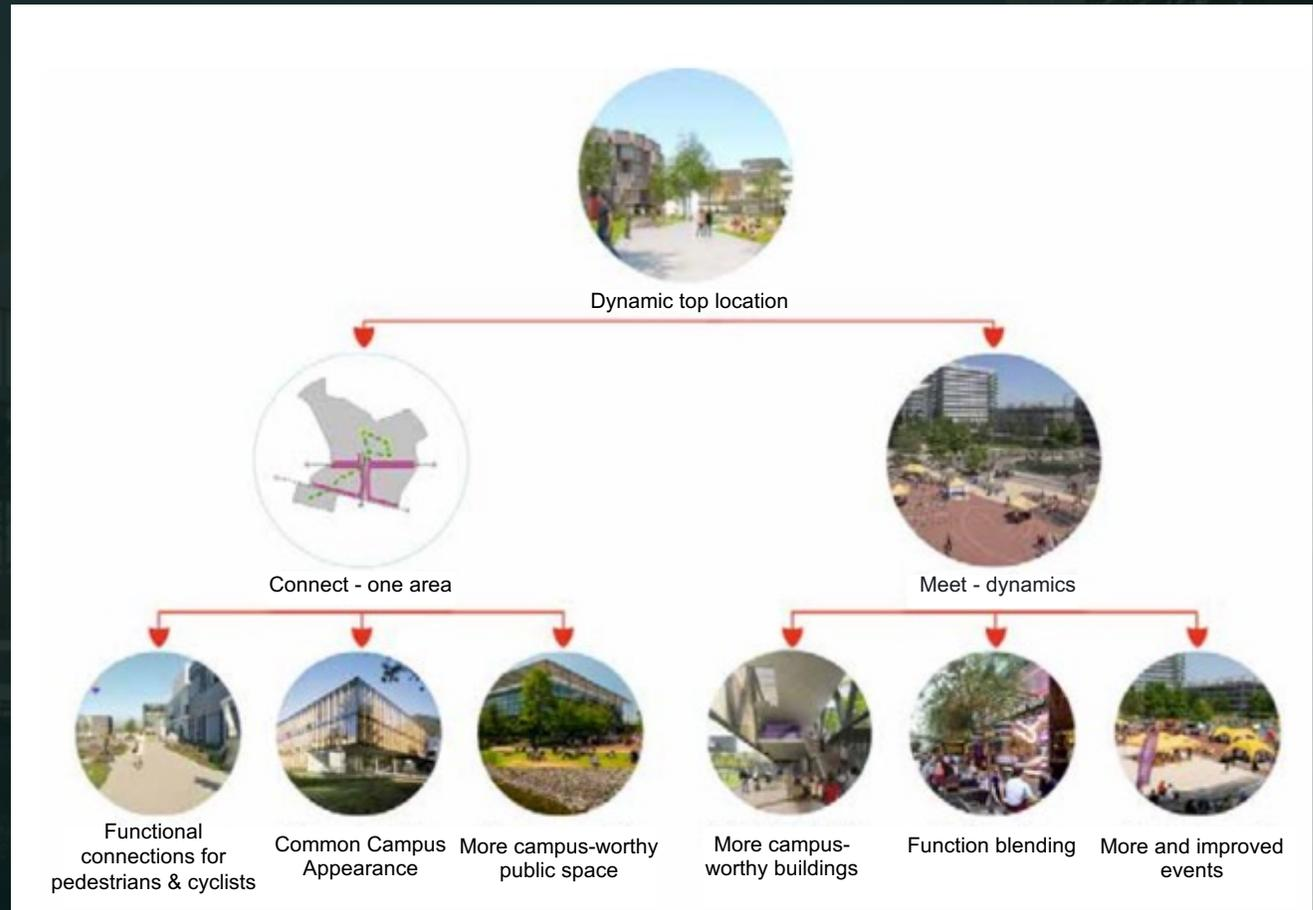 Dynamic top location
Connect - one area
Meet - dynamics
Functional
connections for
pedestrians & cyclists
Common Campus
Appearance
More campus-worthy
public space
More campus-
worthy buildings
Function blending
More and improved
events